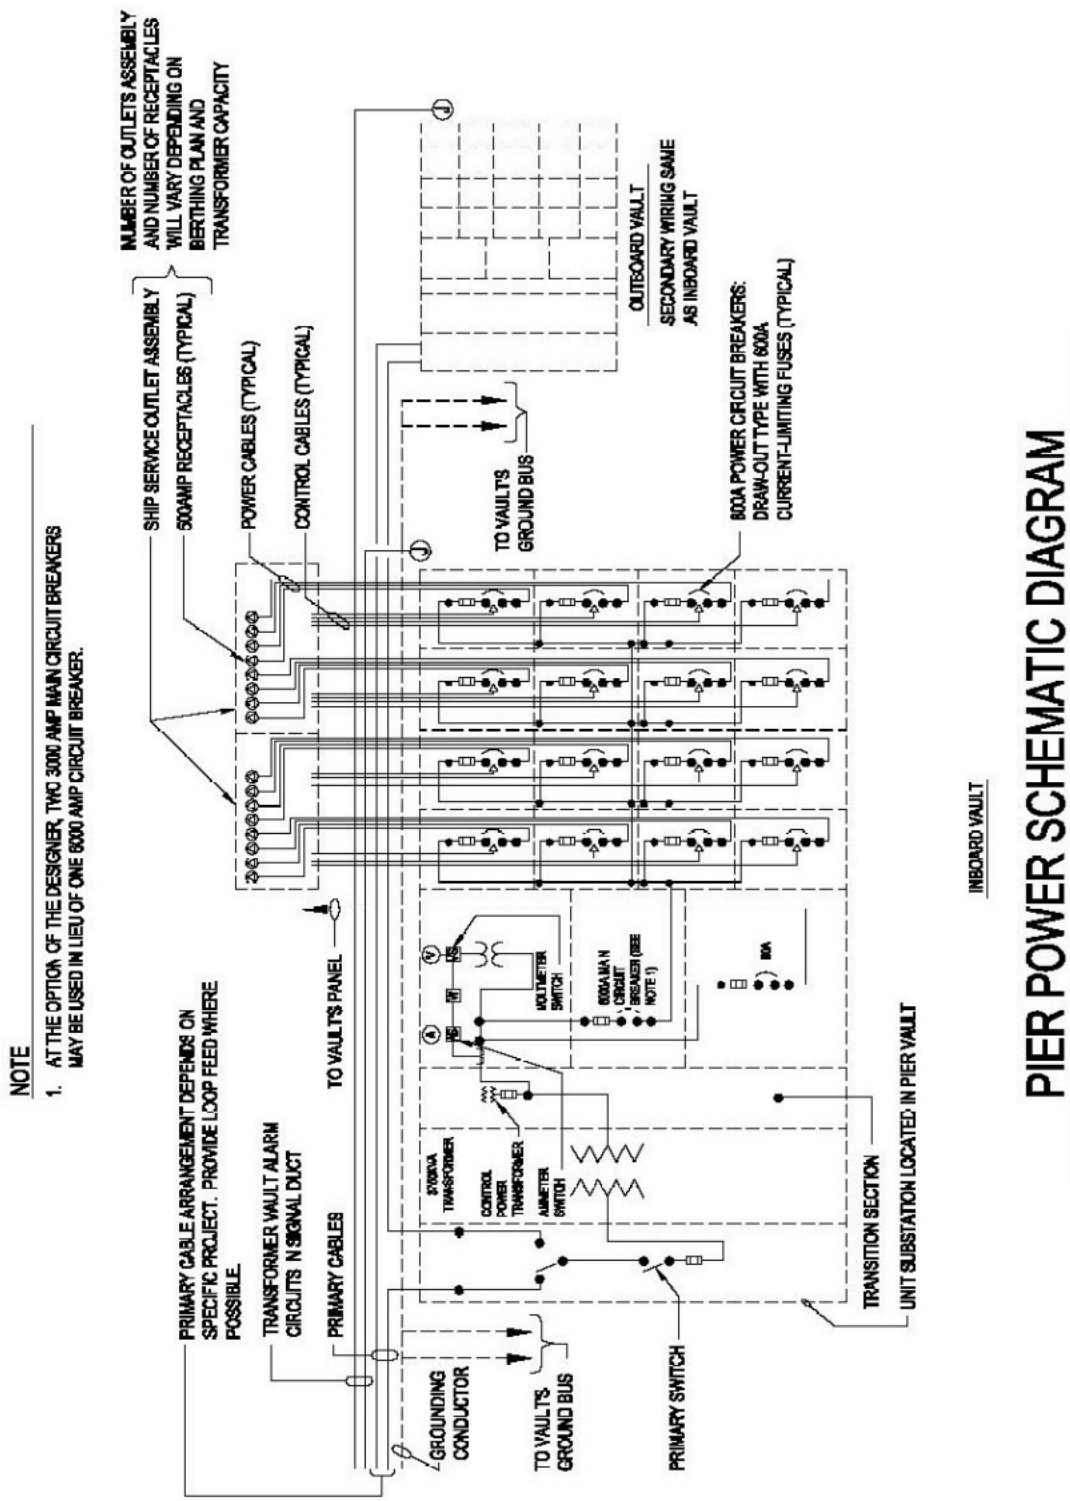 NOTE
1. AT THE OPTION OF THE DESIGNER, TWO 3000 AMP MAIN CIRCUIT BREAKERS
MAY BE USED IN LIEU OF ONE 6000 AMP CIRCUIT BREAKER.
NUMBER OF OUTLETS ASSEMBLY
AND NUMBER OF RECEPTACLES
WILL VARY DEPENDING ON
BERTHING PLAN AND
TRANSFORMER CAPACITY
SHIP SERVICE OUTLET ASSEMBLY
500AMP RECEPTACLES (TYPICAL)
POWER CABLES (TYPICAL)
CONTROL CABLES (TYPICAL)
PRIMARY CABLE ARRANGEMENT DEPENDS ON
SPECIFIC PROJECT. PROVIDE LOOP FEED WHERE
POSSIBLE.
TRANSFORMER VAULT ALARM
CIRCUITS N SIGNAL DUCT
PRIMARY CABLES
TO VAULT'S PANEL
J
J
GROUNDING
CONDUCTOR
TO VAULT'S
GROUND BUS
TO VAULT'S
GROUND BUS
OUTBOARD VAULT
SECONDARY WIRING SAME
AS INBOARD VAULT
3750KVA
TRANSFORMER
CONTROL
POWER
TRANSFORMER
AMMETER
SWITCH
A
V
W
VOLTMETER
SWITCH
6000A MA N
CIRCUIT
BREAKER (SEE
NOTE 1)
80A
800A POWER CIRCUIT BREAKERS:
DRAW-OUT TYPE WITH 600A
CURRENT-LIMITING FUSES (TYPICAL)
PRIMARY SWITCH
TRANSITION SECTION
UNIT SUBSTATION LOCATED IN PIER VAULT
INBOARD VAULT
PIER POWER SCHEMATIC DIAGRAM